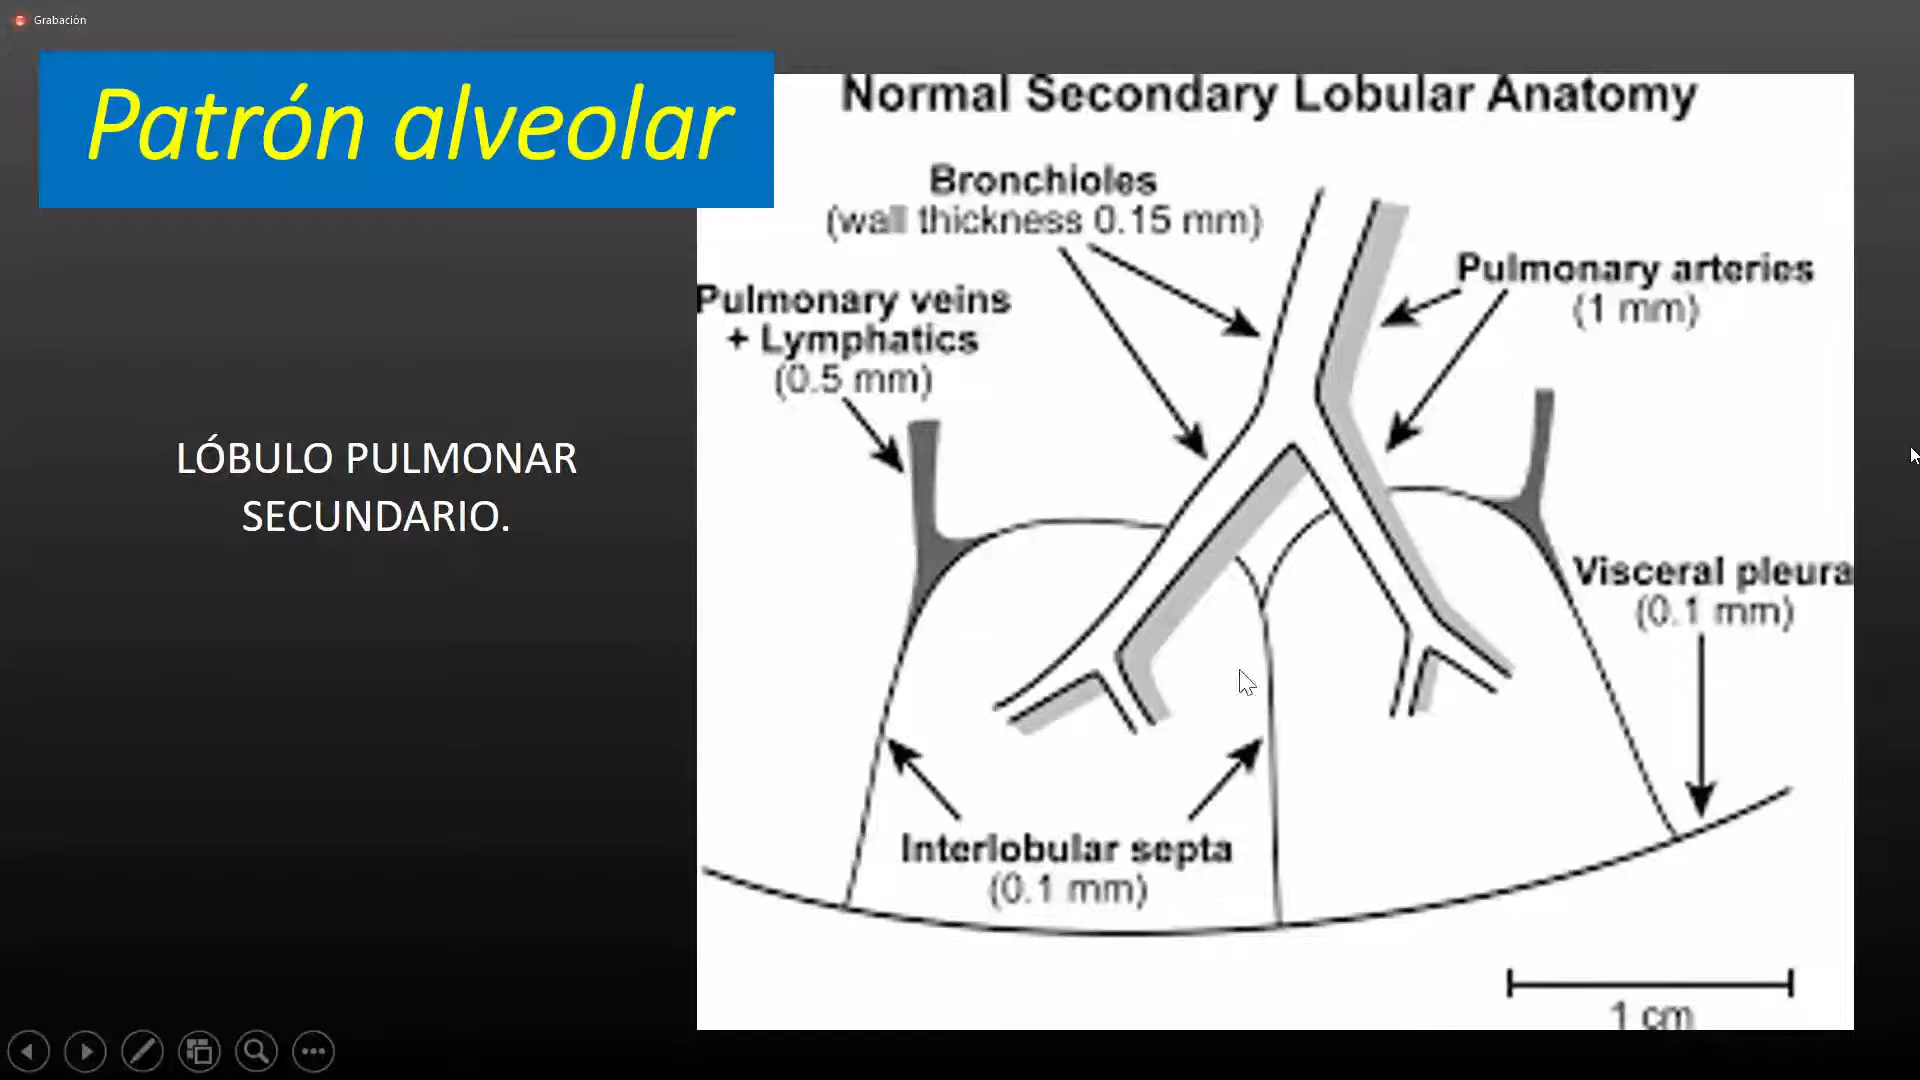 Grabación
Patrón alveolar
LÓBULO PULMONAR
SECUNDARIO.
Normal Secondary Lobular Anatomy
Bronchioles
(wall thickness 0.15 mm)
Pulmonary arteries
(1 mm)
Pulmonary veins
+ Lymphatics
(0.5 mm)
Visceral pleura
(0.1 mm)
Interlobular septa
(0.1 mm)
1 cm